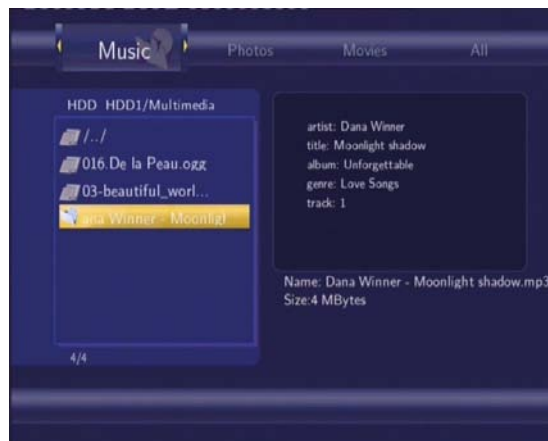 Music
Photos
Movies
All
HDD HDD1/Multimedia
/../
016.De la Peau.ogg
03-beautiful_worl...
ana Winner - Moonligl
4/4
artist: Dana Winner
title: Moonlight shadow
album: Unforgettable
genre: Love Songs
track: 1
Name: Dana Winner - Moonlight shadow.mp3
Size:4 MBytes